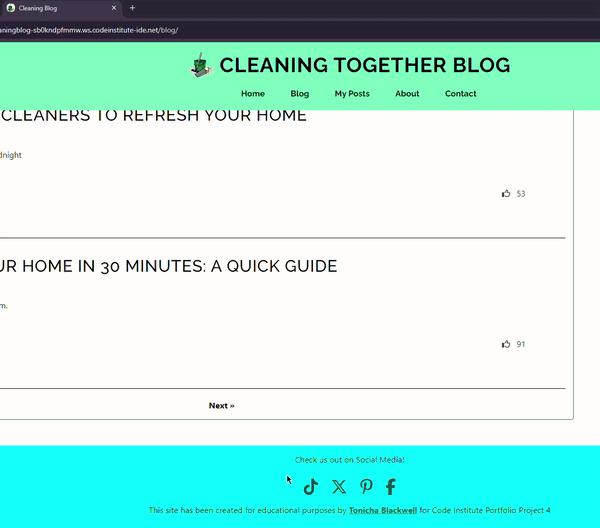 Cleaning Blog
aningblog-sb0kndpfmmw.ws.codeinstitute-ide.net/blog/
CLEANING TOGETHER BLOG
Home Blog My Posts About Contact
CLEANERS TO REFRESH YOUR HOME
dnight
53
UR HOME IN 30 MINUTES: A QUICK GUIDE
m.
91
Next »
Check us out on Social Media!
This site has been created for educational purposes by Tonicha Blackwell for Code Institute Portfolio Project 4